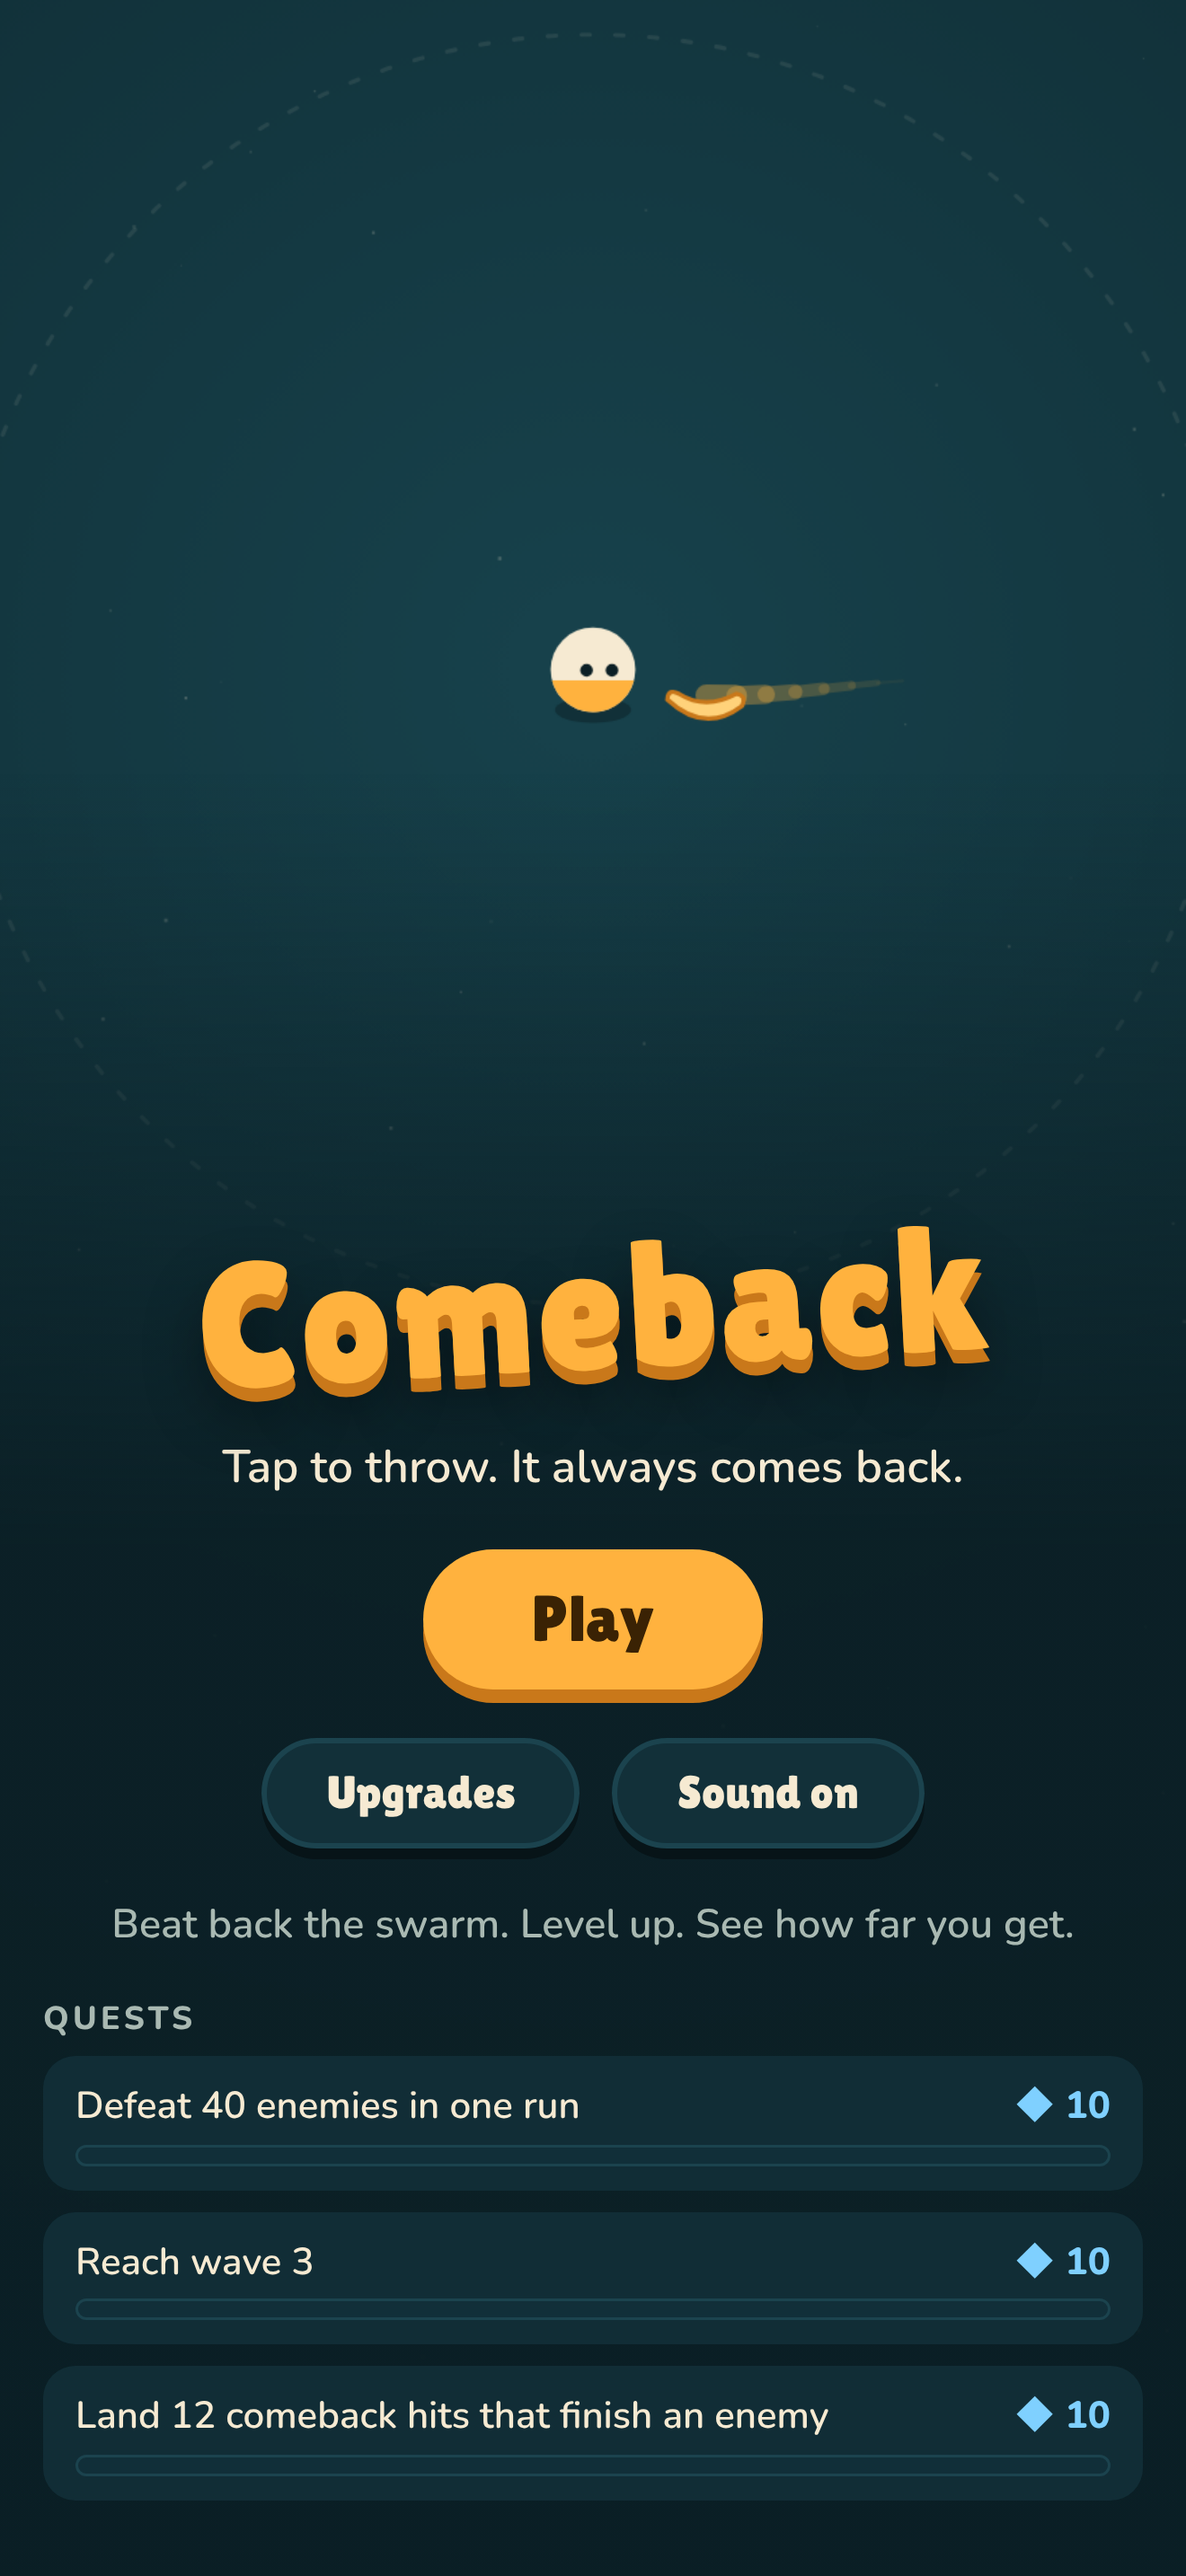 Comeback
Tap to throw. It always comes back.
Play
Upgrades
Sound on
Beat back the swarm. Level up. See how far you get.
QUESTS
Defeat 40 enemies in one run
10
Reach wave 3
10
Land 12 comeback hits that finish an enemy
10